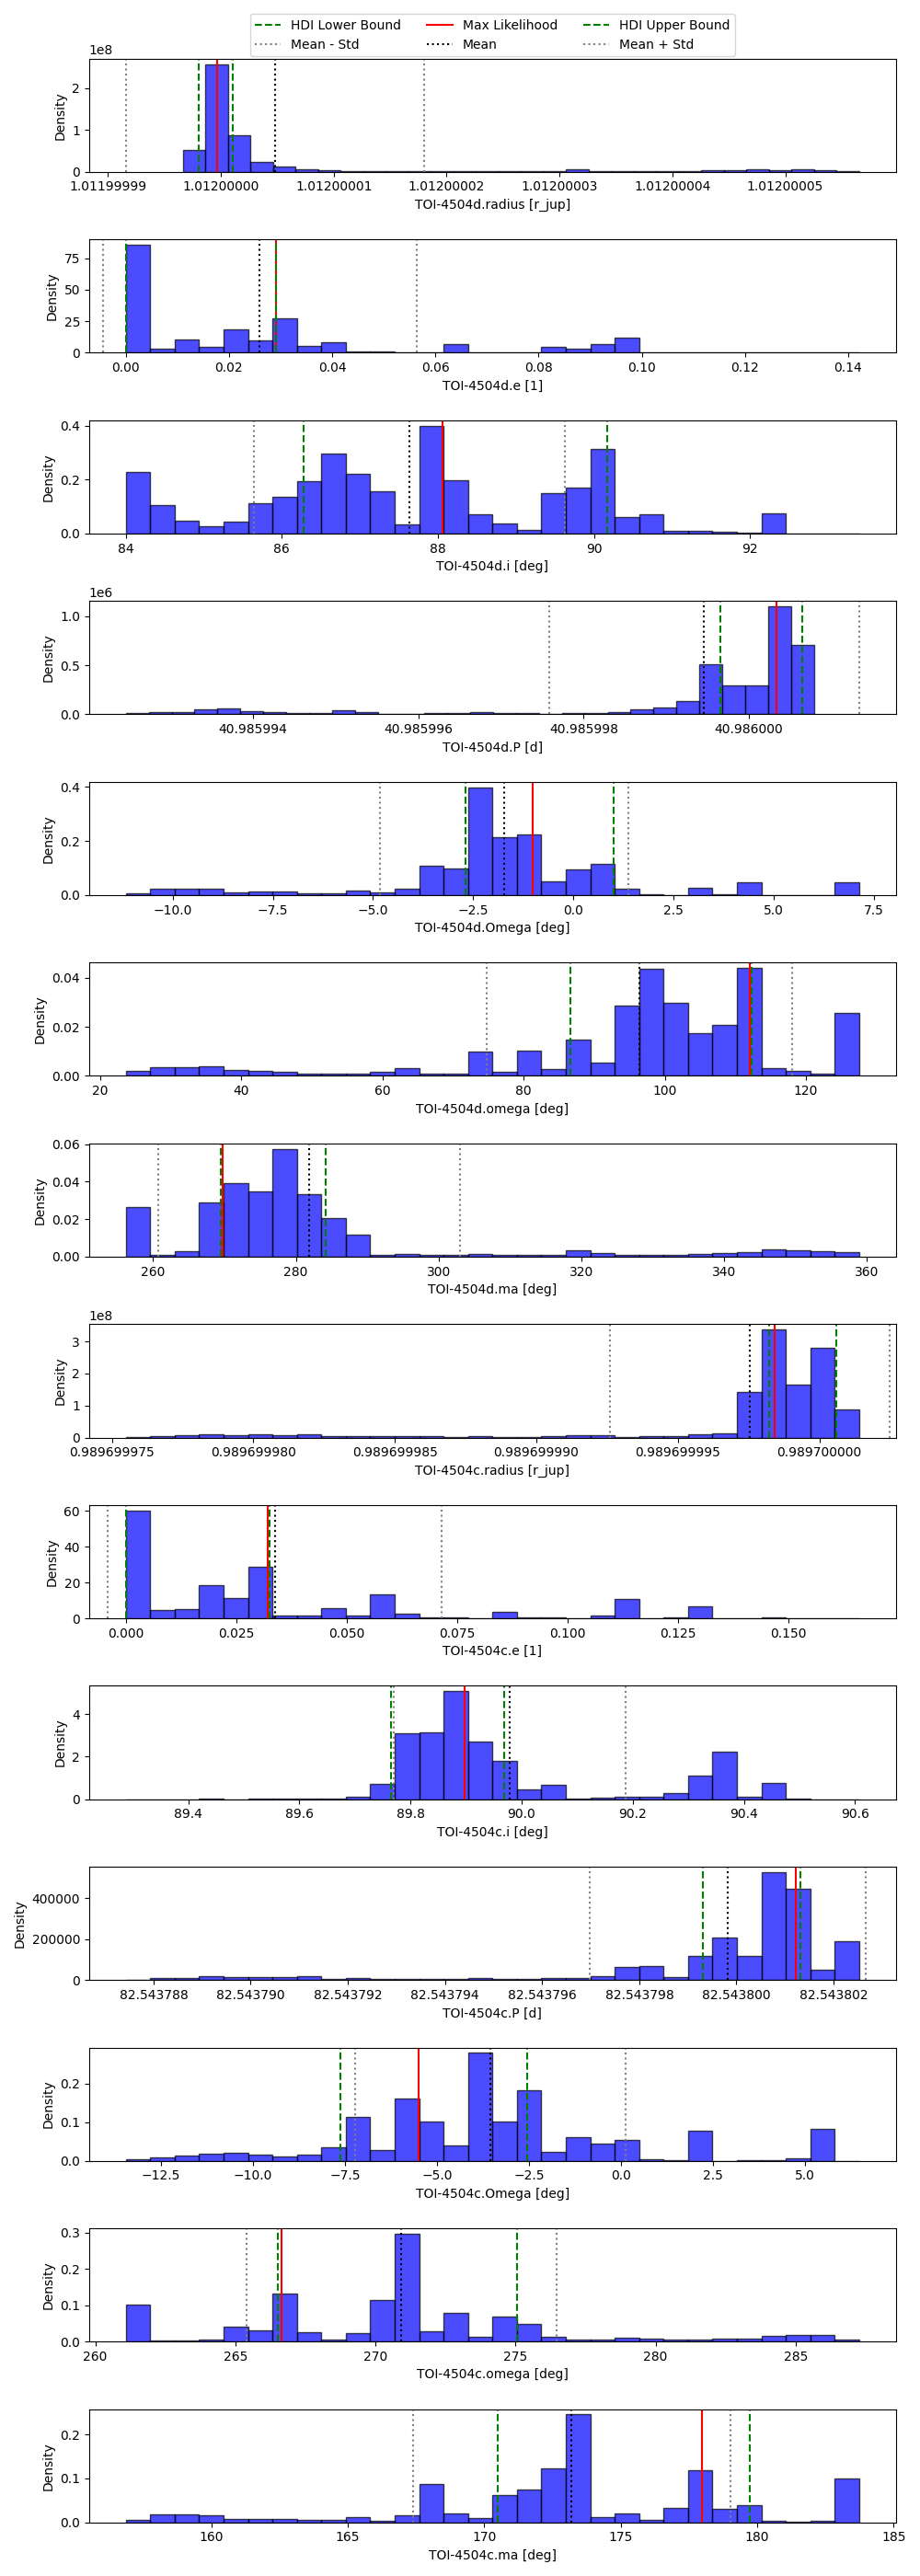 HDI Lower Bound Max Likelihood HDI Upper Bound
Mean - Std Mean Mean + Std
1e8
2
1
0
Density
1.01199999 1.01200000 1.01200001 1.01200002 1.01200003 1.01200004 1.01200005
TOI-4504d.radius [r_jup]
75
50
25
0
Density
0.00 0.02 0.04 0.06 0.08 0.10 0.12 0.14
TOI-4504d.e [1]
0.4
0.2
0.0
Density
84 86 88 90 92
TOI-4504d.i [deg]
1e6
1.0
0.5
0.0
Density
40.985994 40.985996 40.985998 40.986000
TOI-4504d.P [d]
0.4
0.2
0.0
Density
−10.0 −7.5 −5.0 −2.5 0.0 2.5 5.0 7.5
TOI-4504d.Omega [deg]
0.04
0.02
0.00
Density
20 40 60 80 100 120
TOI-4504d.omega [deg]
0.06
0.04
0.02
0.00
Density
260 280 300 320 340 360
TOI-4504d.ma [deg]
1e8
3
2
1
0
Density
0.989699975 0.989699980 0.989699985 0.989699990 0.989699995 0.989700000
TOI-4504c.radius [r_jup]
60
40
20
0
Density
0.000 0.025 0.050 0.075 0.100 0.125 0.150
TOI-4504c.e [1]
4
2
0
Density
89.4 89.6 89.8 90.0 90.2 90.4 90.6
TOI-4504c.i [deg]
400000
200000
0
Density
82.543788 82.543790 82.543792 82.543794 82.543796 82.543798 82.543800 82.543802
TOI-4504c.P [d]
0.2
0.1
0.0
Density
−12.5 −10.0 −7.5 −5.0 −2.5 0.0 2.5 5.0
TOI-4504c.Omega [deg]
0.3
0.2
0.1
0.0
Density
260 265 270 275 280 285
TOI-4504c.omega [deg]
0.2
0.1
0.0
Density
160 165 170 175 180 185
TOI-4504c.ma [deg]